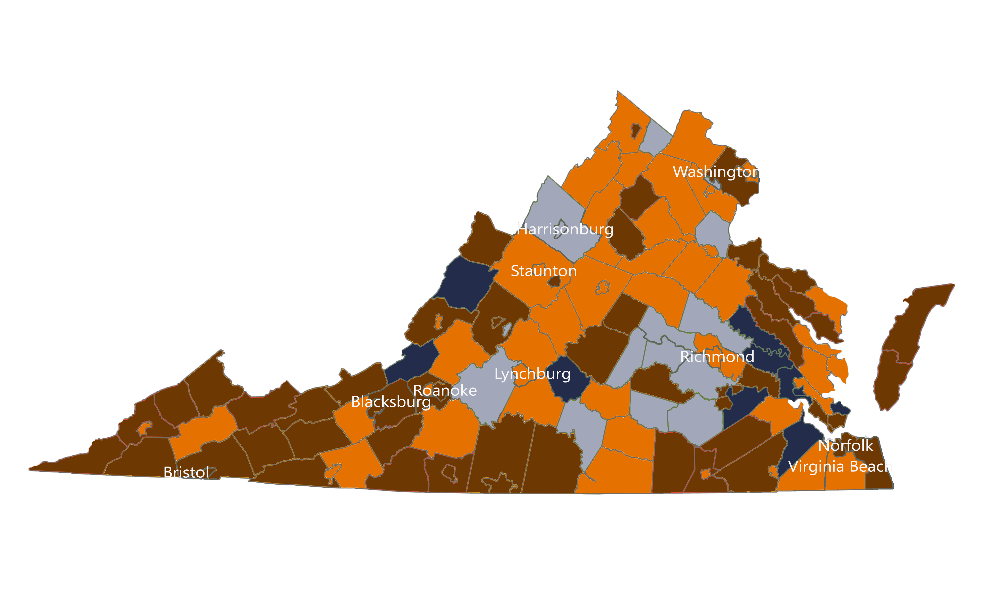 Washington
Harrisonburg
Staunton
Richmond
Lynchburg
Roanoke
Blacksburg
Norfolk
Virginia Beach
Bristol